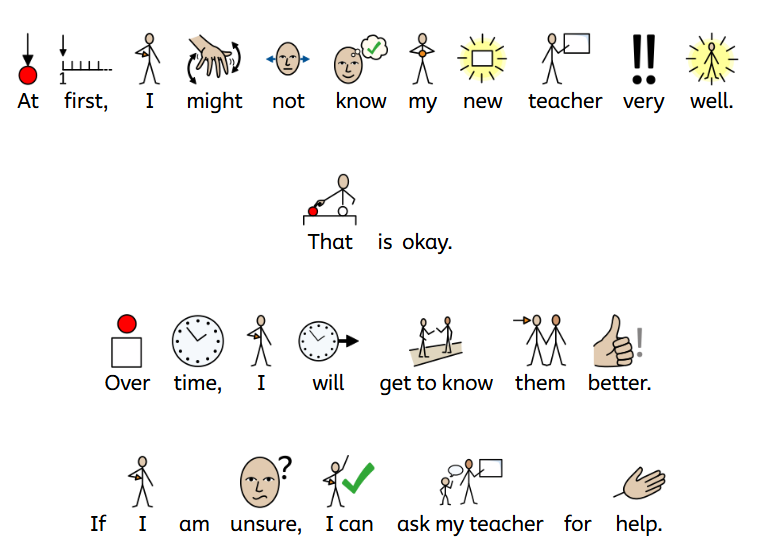 At first, I might not know my new teacher very well.
That is okay.
Over time, I will get to know them better.
If I am unsure, I can ask my teacher for help.